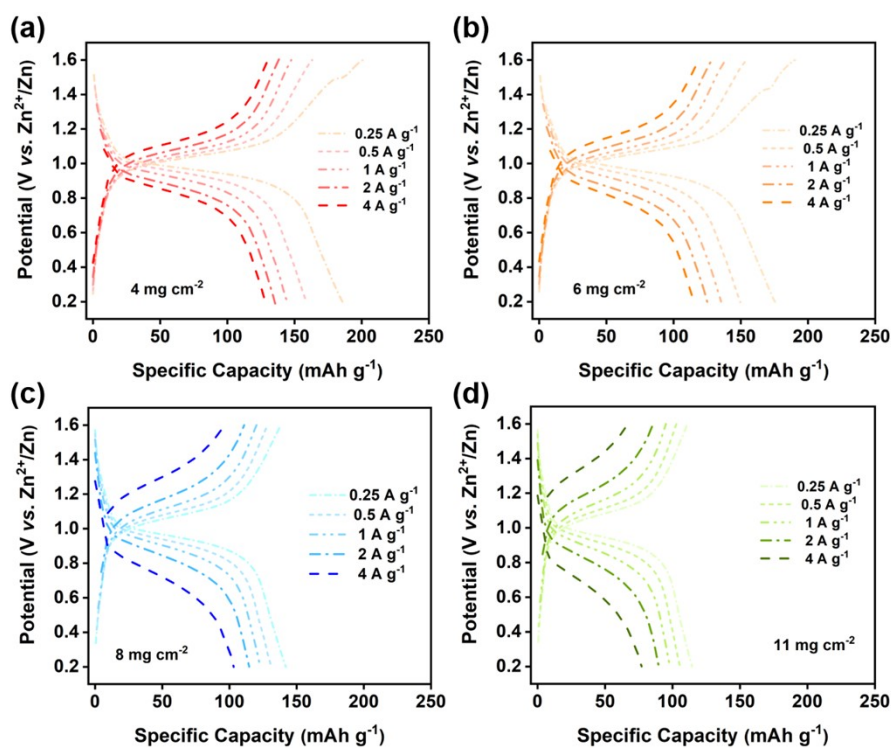 (a)
Potential (V vs. Zn²⁺/Zn)
1.6
1.4
1.2
1.0
0.8
0.6
0.4
0.2
0.25 A g⁻¹
0.5 A g⁻¹
1 A g⁻¹
2 A g⁻¹
4 A g⁻¹
4 mg cm⁻²
0 50 100 150 200 250
Specific Capacity (mAh g⁻¹)
(b)
Potential (V vs. Zn²⁺/Zn)
1.6
1.4
1.2
1.0
0.8
0.6
0.4
0.2
0.25 A g⁻¹
0.5 A g⁻¹
1 A g⁻¹
2 A g⁻¹
4 A g⁻¹
6 mg cm⁻²
0 50 100 150 200 250
Specific Capacity (mAh g⁻¹)
(c)
Potential (V vs. Zn²⁺/Zn)
1.6
1.4
1.2
1.0
0.8
0.6
0.4
0.2
0.25 A g⁻¹
0.5 A g⁻¹
1 A g⁻¹
2 A g⁻¹
4 A g⁻¹
8 mg cm⁻²
0 50 100 150 200 250
Specific Capacity (mAh g⁻¹)
(d)
Potential (V vs. Zn²⁺/Zn)
1.6
1.4
1.2
1.0
0.8
0.6
0.4
0.2
0.25 A g⁻¹
0.5 A g⁻¹
1 A g⁻¹
2 A g⁻¹
4 A g⁻¹
11 mg cm⁻²
0 50 100 150 200 250
Specific Capacity (mAh g⁻¹)